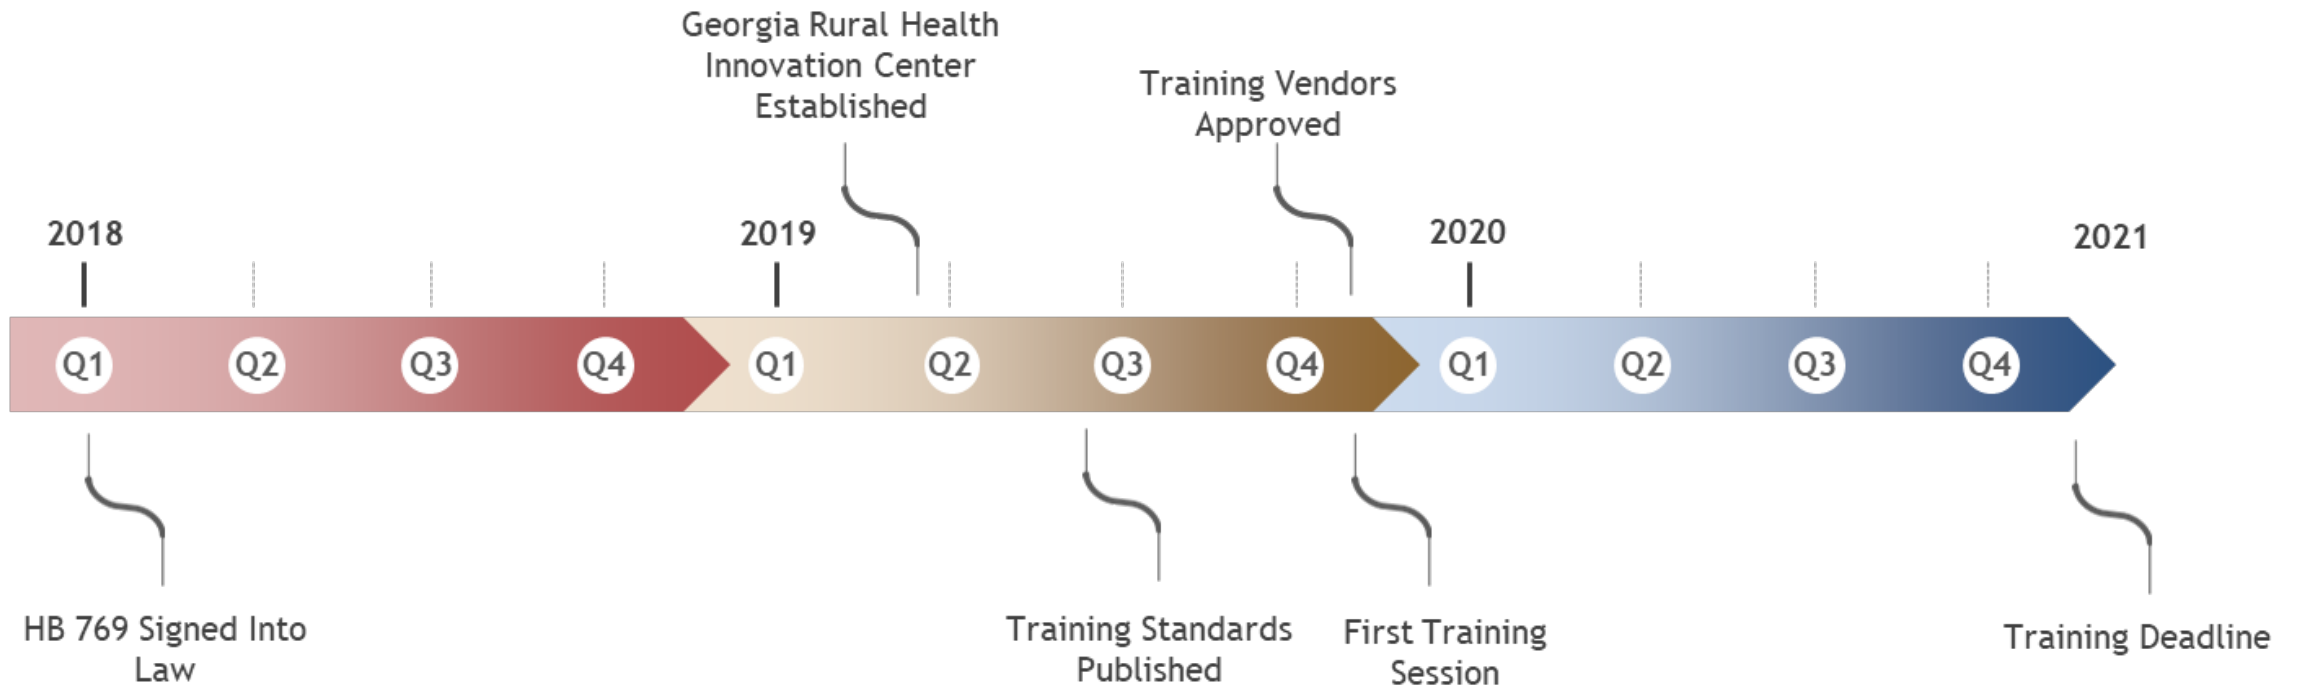 Georgia Rural Health
Innovation Center
Established
Training Vendors
Approved
2018
2019
2020
2021
Q1 Q2 Q3 Q4 Q1 Q2 Q3 Q4 Q1 Q2 Q3 Q4
HB 769 Signed Into
Law
Training Standards
Published
First Training
Session
Training Deadline